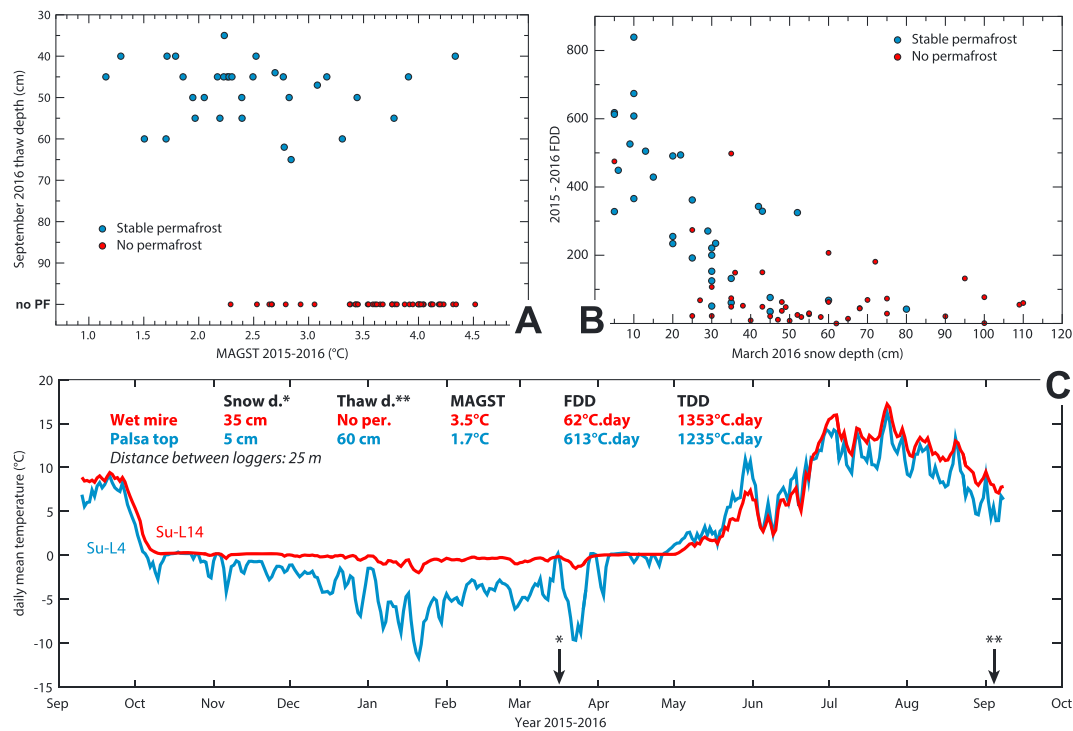 30
40
50
60
70
80
90
no PF
September 2016 thaw depth (cm)
Stable permafrost
No permafrost
1.0 1.5 2.0 2.5 3.0 3.5 4.0 4.5
MAGST 2015-2016 (°C)
A
800
600
400
200
2015 - 2016 FDD
Stable permafrost
No permafrost
10 20 30 40 50 60 70 80 90 100 110 120
March 2016 snow depth (cm)
B
C
20
15
10
5
0
-5
-10
-15
daily mean temperature (°C)
Snow d.* Thaw d.** MAGST FDD TDD
Wet mire 35 cm No per. 3.5°C 62°C.day 1353°C.day
Palsa top 5 cm 60 cm 1.7°C 613°C.day 1235°C.day
Distance between loggers: 25 m
Su-L14
Su-L4
* **
Sep Oct Nov Dec Jan Feb Mar Apr May Jun Jul Aug Sep Oct
Year 2015-2016